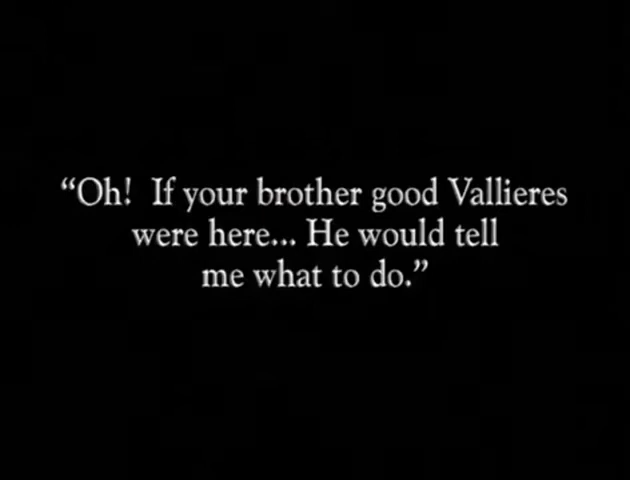 “Oh!  If your brother good Vallieres
were here... He would tell
me what to do.”